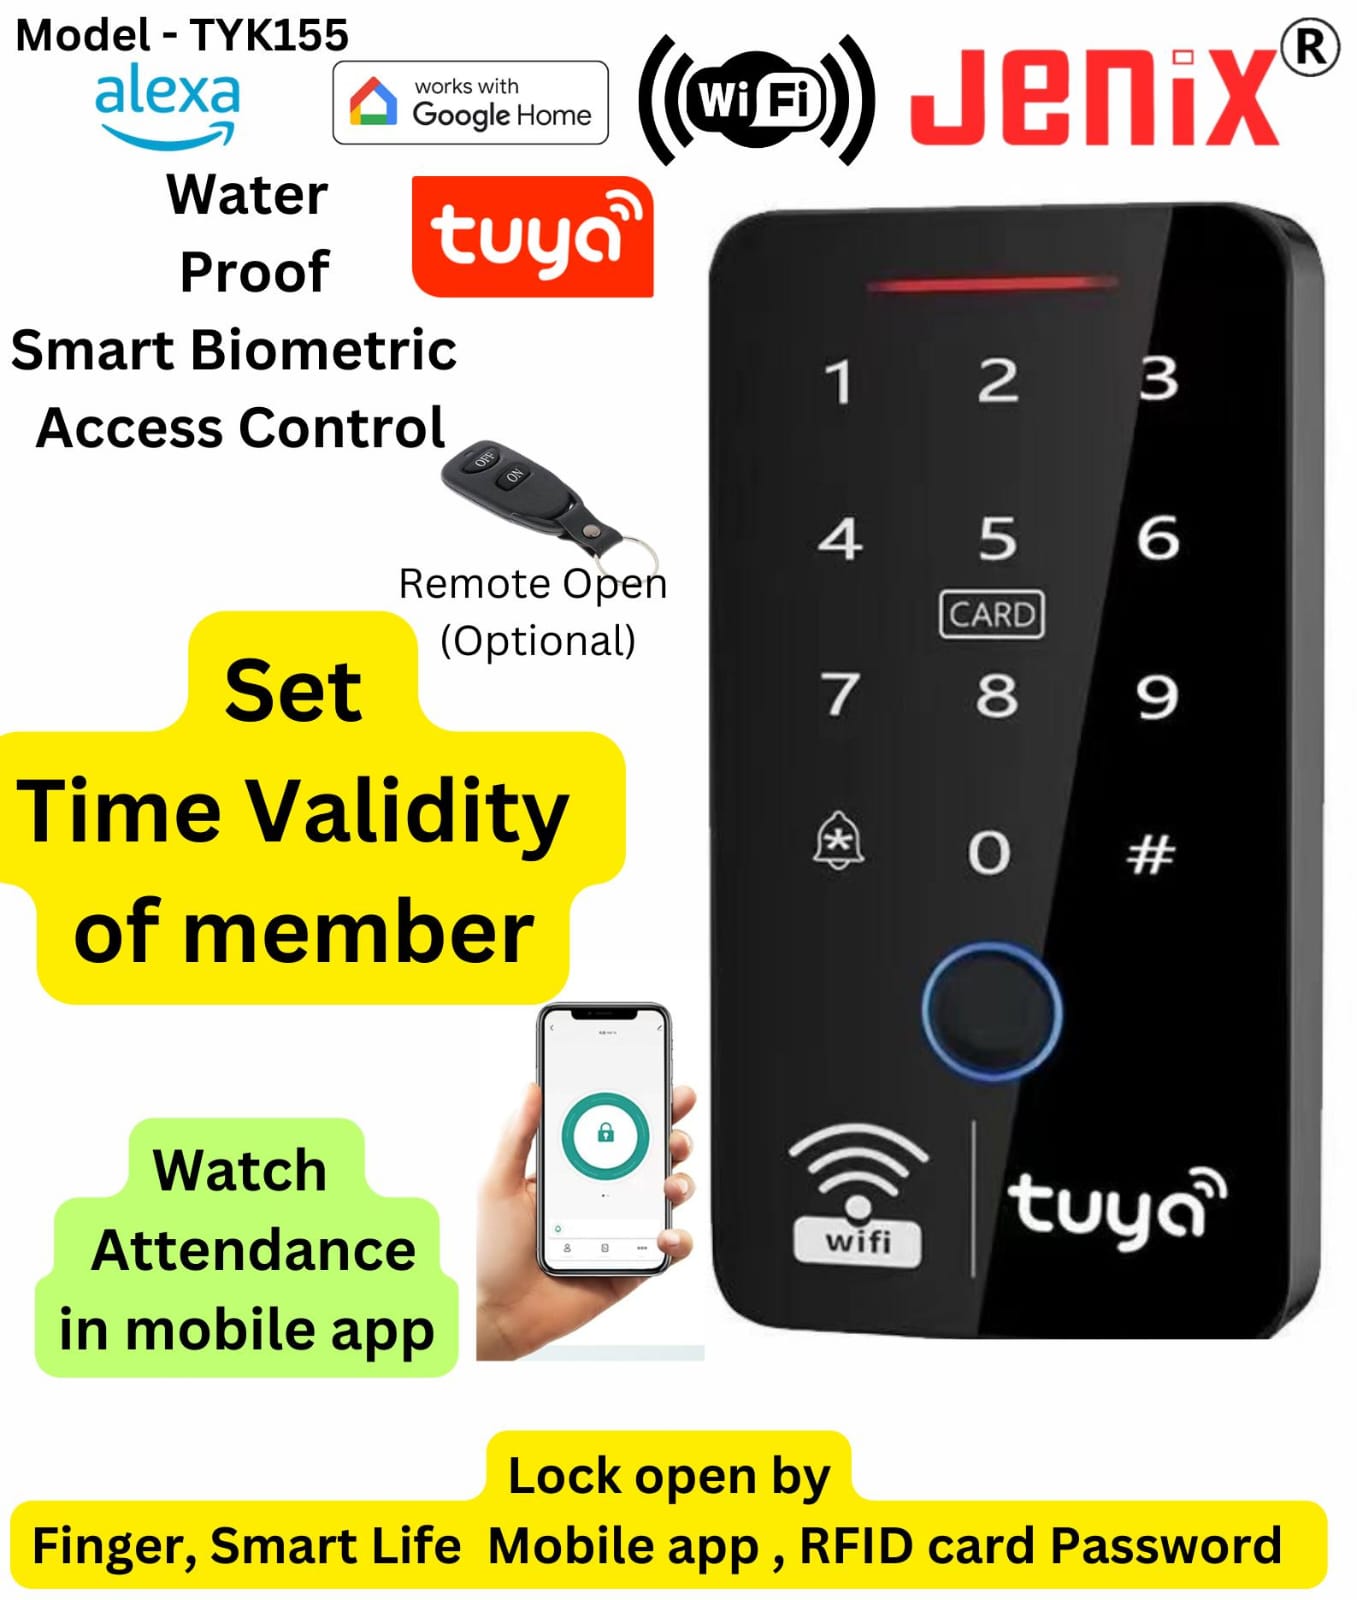 Model - TYK155
alexa
works with
Google Home
Wi Fi
JENiX®
Water
Proof
tuya
Smart Biometric
Access Control
OFF
ON
Remote Open
(Optional)
Set
Time Validity
of member
1 2 3
4 5 6
CARD
7 8 9
* 0 #
wifi
tuya
Watch
Attendance
in mobile app
Lock open by
Finger, Smart Life Mobile app , RFID card Password